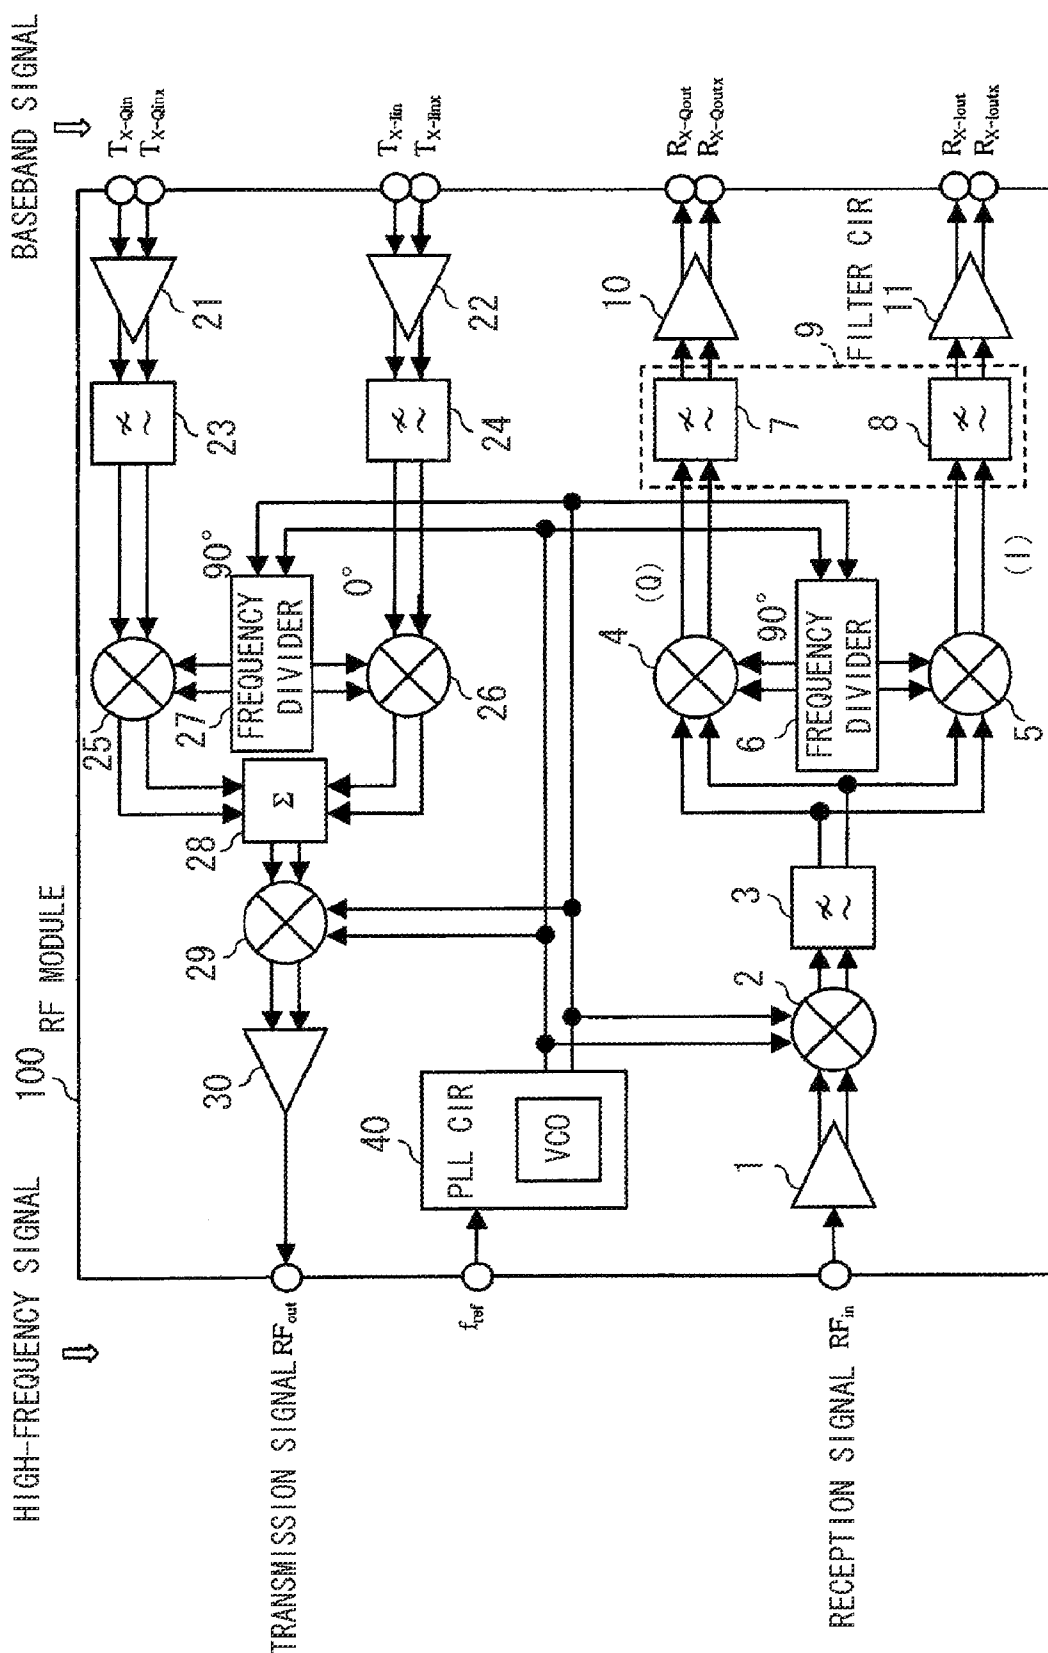 HIGH-FREQUENCY SIGNAL
⇨
100 RF MODULE
BASEBAND SIGNAL
⇨
TRANSMISSION SIGNAL RFout
30
29
28
Σ
25
27
FREQUENCY
DIVIDER
90°
23
21
TX-Qin
TX-Qinx
26
0°
24
22
TX-Iin
TX-Iinx
fref
40
PLL CIR
VCO
RECEPTION SIGNAL RFin
1
2
3
4
(Q)
6
FREQUENCY
DIVIDER
90°
5
(I)
7
8
9
FILTER CIR
10
11
RX-Qout
RX-Qoutx
RX-Iout
RX-Ioutx